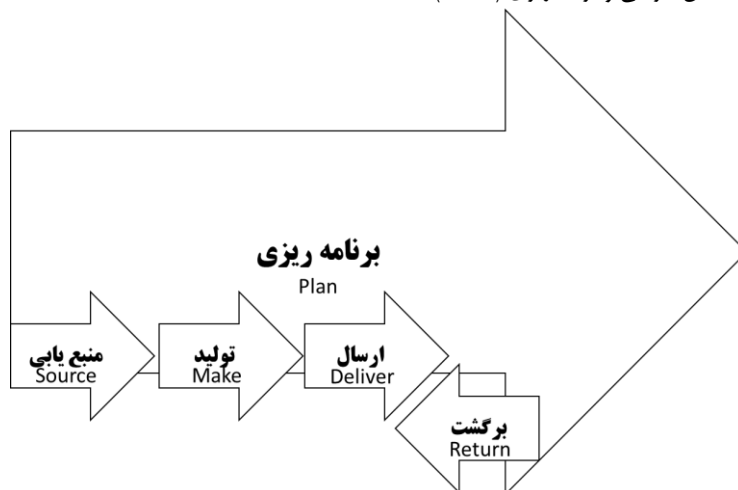 برنامه ریزی
Plan
منبع یابی
Source
تولید
Make
ارسال
Deliver
برگشت
Return